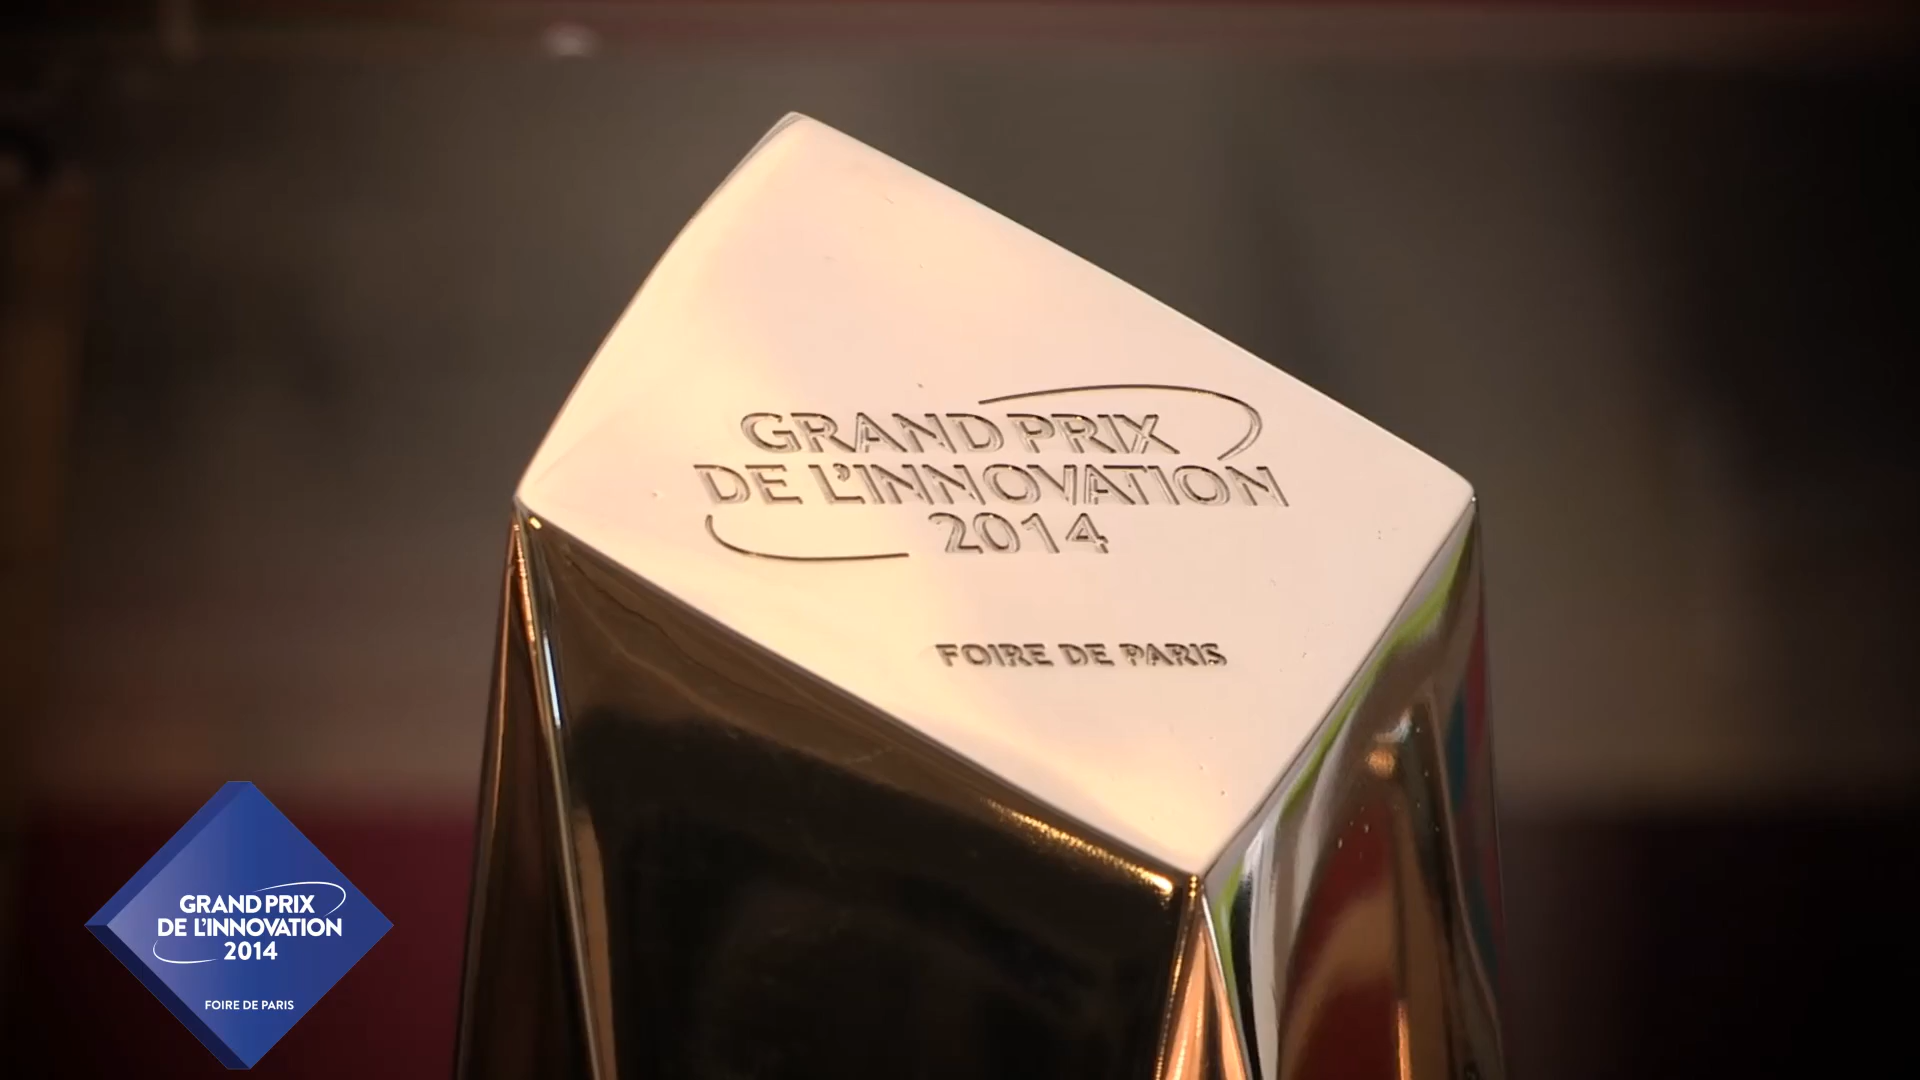 GRAND PRIX
DE L'INNOVATION
2014
FOIRE DE PARIS
GRAND PRIX
DE L'INNOVATION
2014
FOIRE DE PARIS